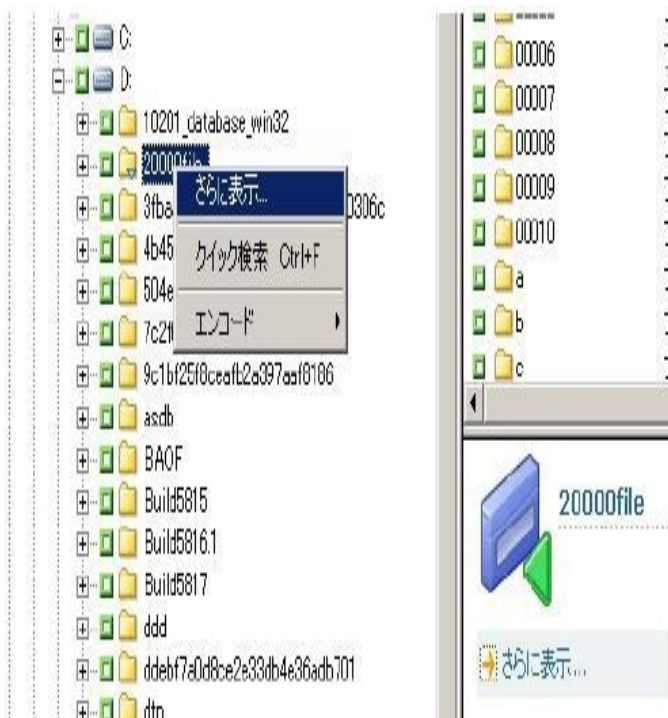 C:
D:
10201_database_win32
20000file
さらに表示...
3fba
0306c
4b45
クイック検索 Ctrl+F
504e
エンコード
9c1bf25f8ceafb2a397aaf8186
asdb
BAOF
Build5815
Build5816.1
Build5817
ddd
ddebf7a0d8ce2e33db4e36adb701
dtp
00006
00007
00008
00009
00010
a
b
c
20000file
さらに表示...